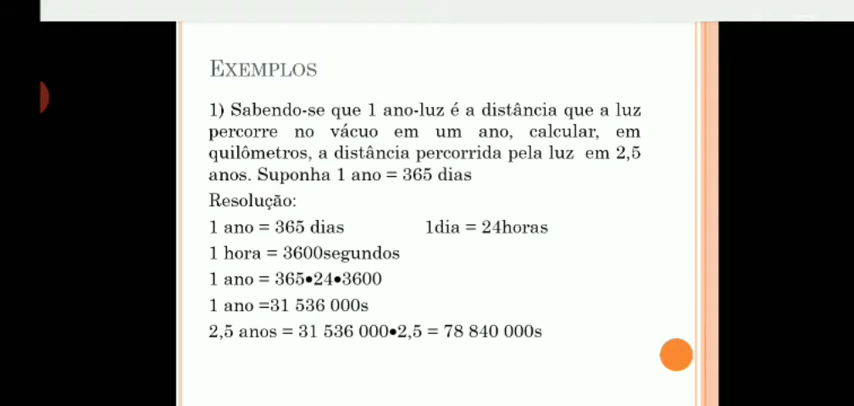 EXEMPLOS
1) Sabendo-se que 1 ano-luz é a distância que a luz
percorre no vácuo em um ano, calcular, em
quilômetros, a distância percorrida pela luz em 2,5
anos. Suponha 1 ano = 365 dias
Resolução:
1 ano = 365 dias 1dia = 24horas
1 hora = 3600segundos
1 ano = 365•24•3600
1 ano =31 536 000s
2,5 anos = 31 536 000•2,5 = 78 840 000s